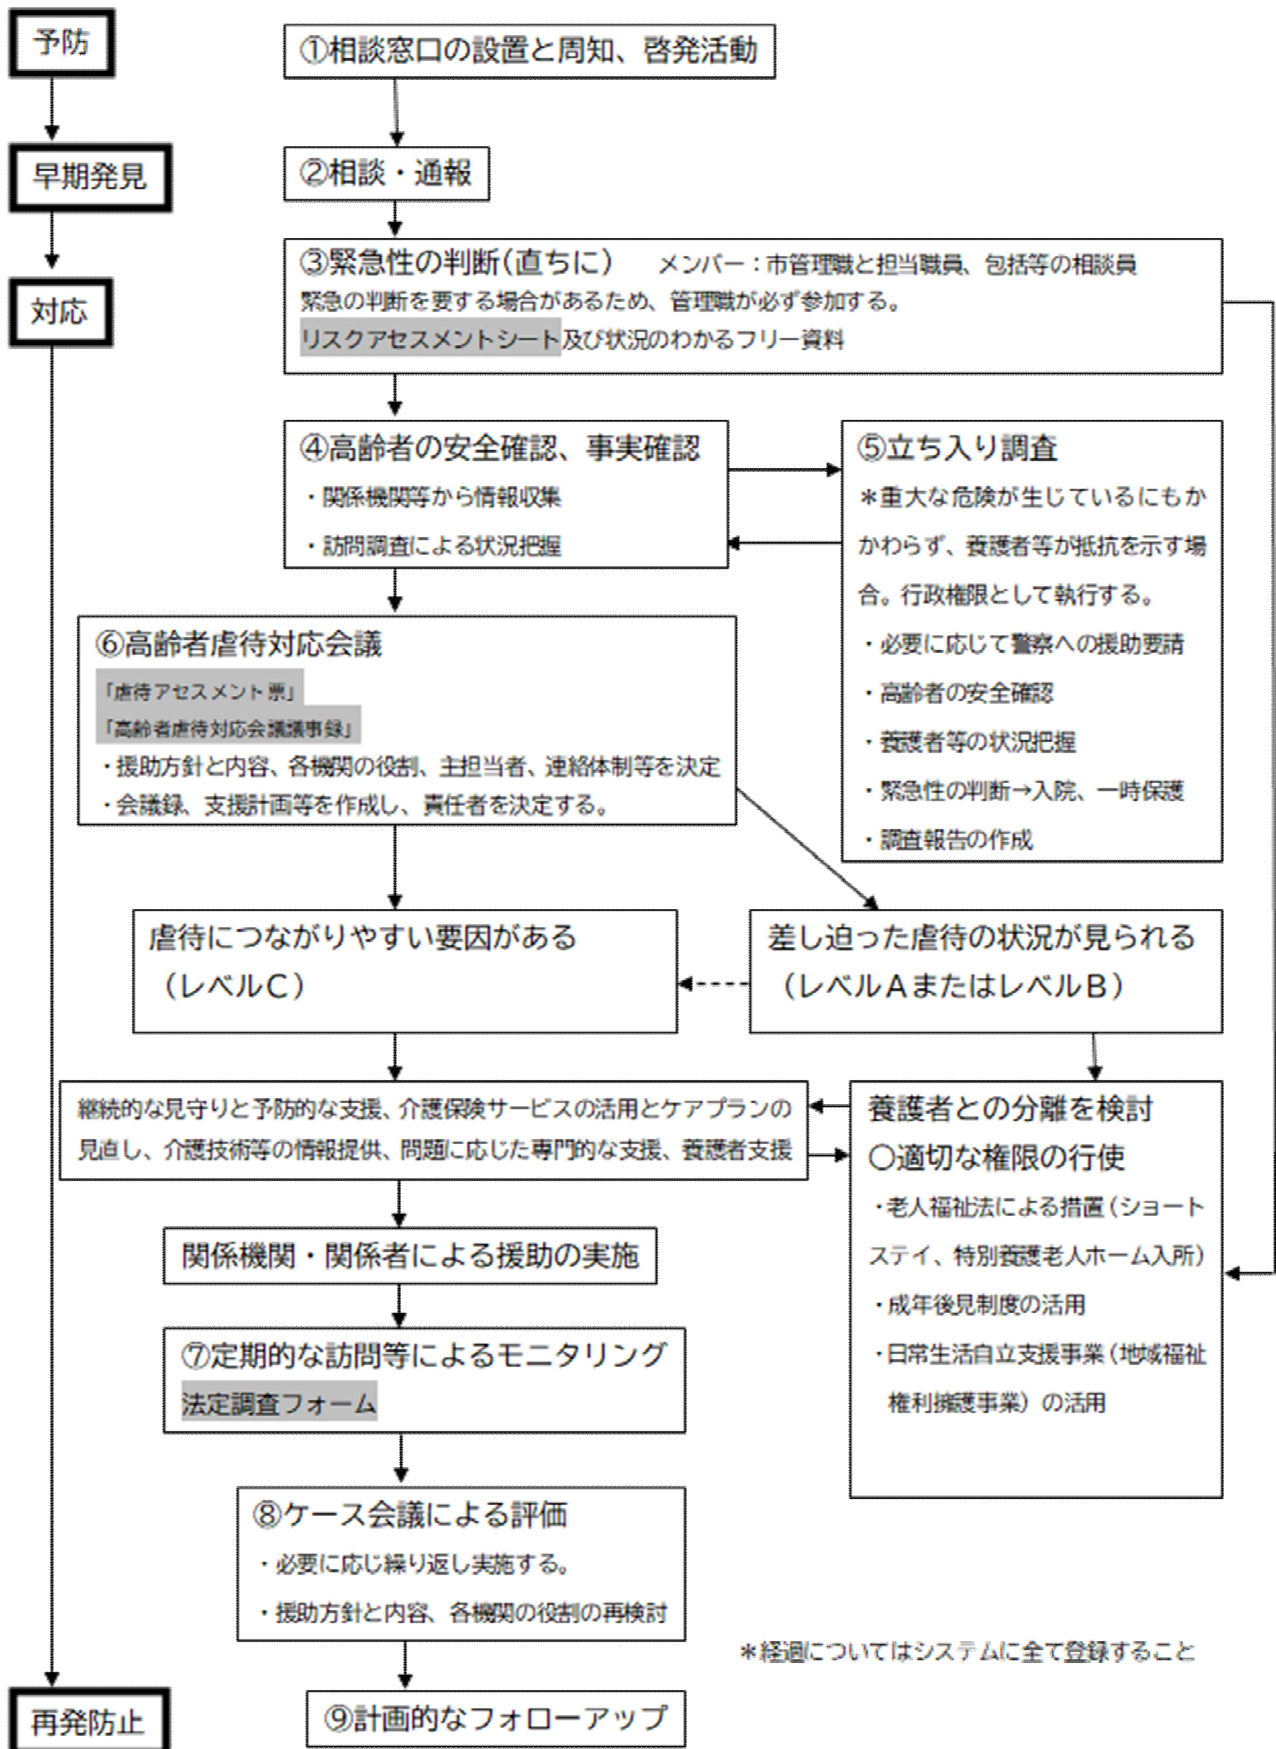 予防
早期発見
対応
再発防止
①相談窓口の設置と周知、啓発活動
②相談・通報
③緊急性の判断(直ちに)　メンバー：市管理職と担当職員、包括等の相談員
緊急の判断を要する場合があるため、管理職が必ず参加する。
リスクアセスメントシート及び状況のわかるフリー資料
④高齢者の安全確認、事実確認
・関係機関等から情報収集
・訪問調査による状況把握
⑤立ち入り調査
＊重大な危険が生じているにもか
かわらず、養護者等が抵抗を示す場
合。行政権限として執行する。
・必要に応じて警察への援助要請
・高齢者の安全確認
・養護者等の状況把握
・緊急性の判断→入院、一時保護
・調査報告の作成
⑥高齢者虐待対応会議
「虐待アセスメント票」
「高齢者虐待対応会議議事録」
・援助方針と内容、各機関の役割、主担当者、連絡体制等を決定
・会議録、支援計画等を作成し、責任者を決定する。
虐待につながりやすい要因がある
（レベルＣ）
差し迫った虐待の状況が見られる
（レベルＡまたはレベルＢ）
継続的な見守りと予防的な支援、介護保険サービスの活用とケアプランの
見直し、介護技術等の情報提供、問題に応じた専門的な支援、養護者支援
養護者との分離を検討
〇適切な権限の行使
・老人福祉法による措置（ショート
ステイ、特別養護老人ホーム入所）
・成年後見制度の活用
・日常生活自立支援事業（地域福祉
権利擁護事業）の活用
関係機関・関係者による援助の実施
⑦定期的な訪問等によるモニタリング
法定調査フォーム
⑧ケース会議による評価
・必要に応じ繰り返し実施する。
・援助方針と内容、各機関の役割の再検討
＊経過についてはシステムに全て登録すること
⑨計画的なフォローアップ